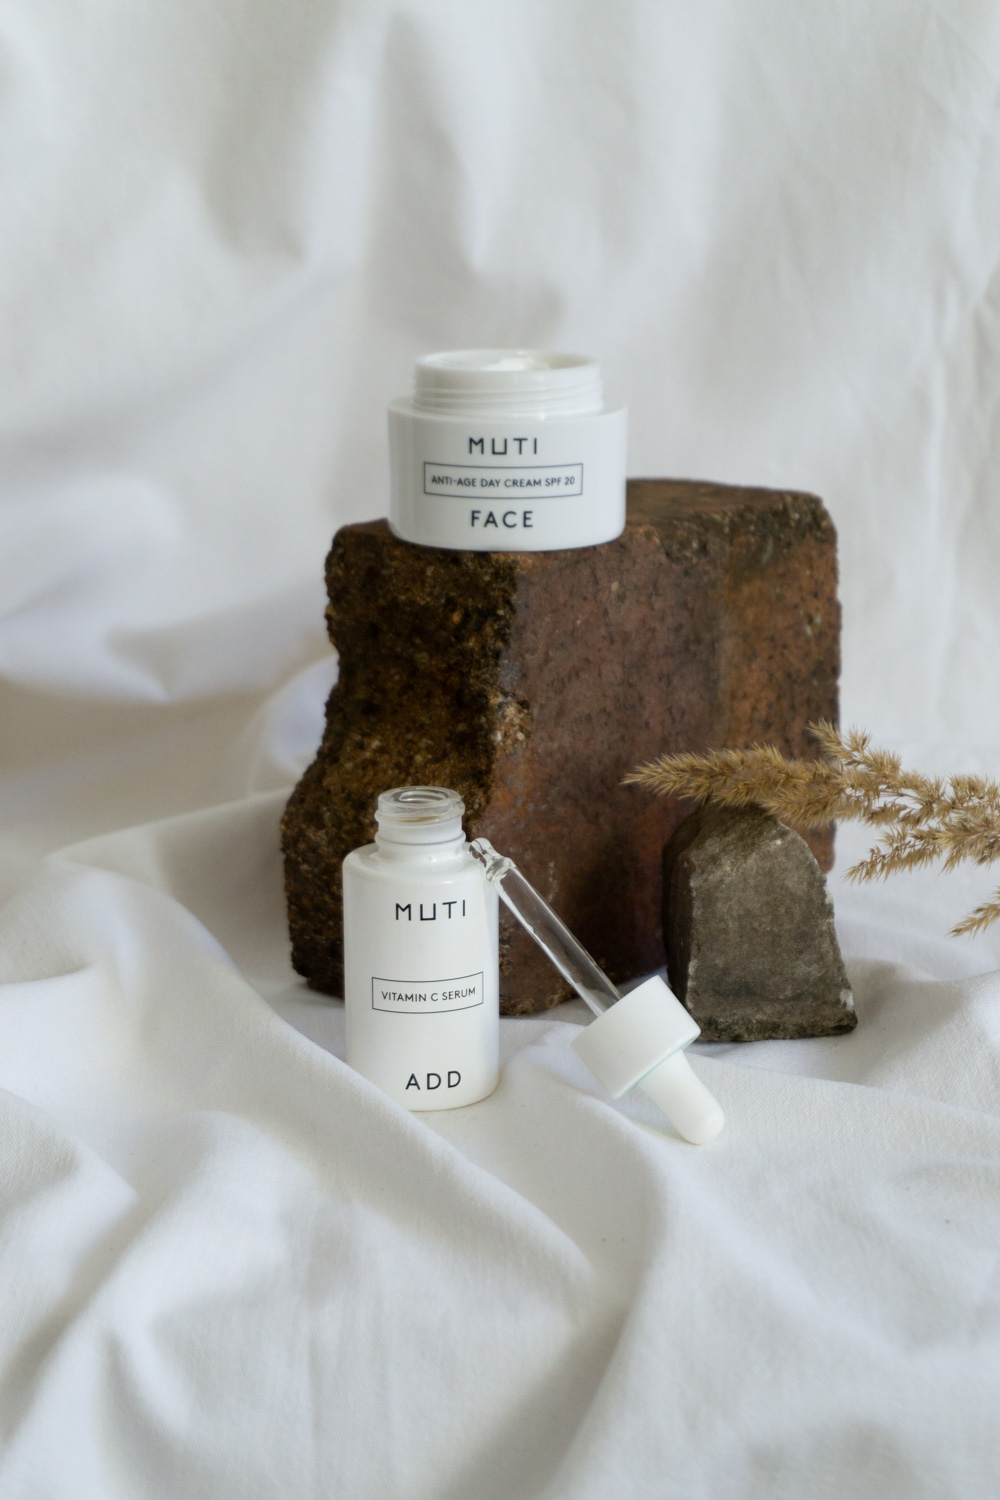 MUTI
ANTI-AGE DAY CREAM SPF 20
FACE
MUTI
VITAMIN C SERUM
ADD